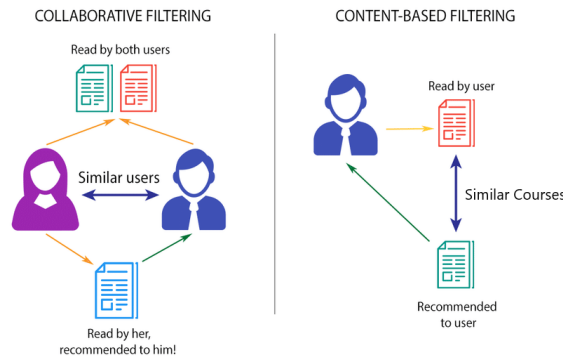 COLLABORATIVE FILTERING
Read by both users
Similar users
Read by her,
recommended to him!
CONTENT-BASED FILTERING
Read by user
Similar Courses
Recommended
to user